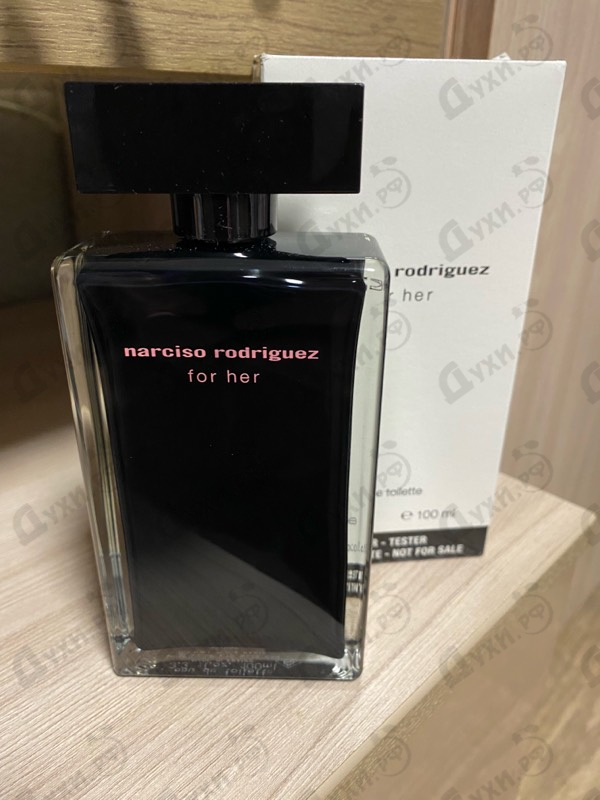 narciso rodriguez
for her
rodriguez
her
toilette
e 100 ml
- TESTER
- NOT FOR SALE
Духи.рф